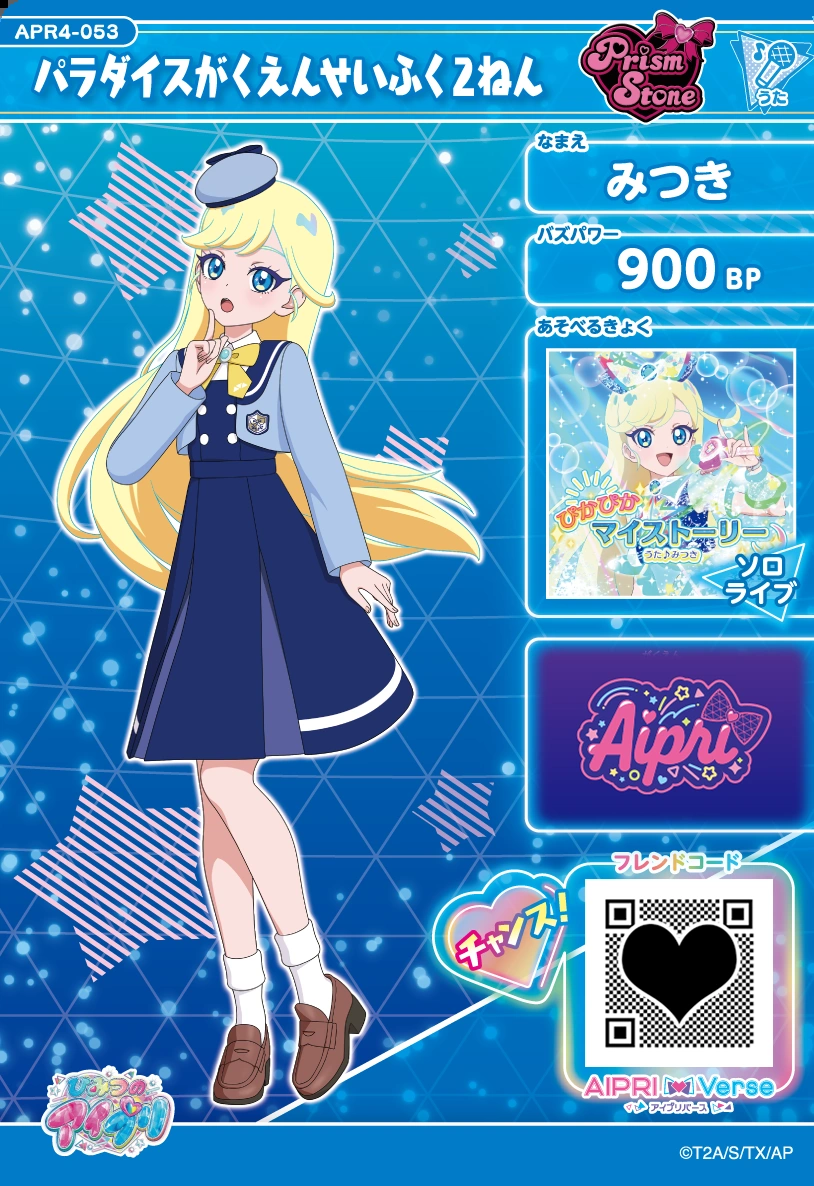 APR4-053
パラダイスがくえんせいふく2ねん
Prism
Stone
うた
なまえ
みつき
バズパワー
900 BP
あそべるきょく
ぴかぴか
マイストーリー
うた♪みつき
ソロ
ライブ
Aipri
フレンドコード
チャンス!
AIPRI Verse
アイプリバース
ひみつの
アイプリ
©T2A/S/TX/AP